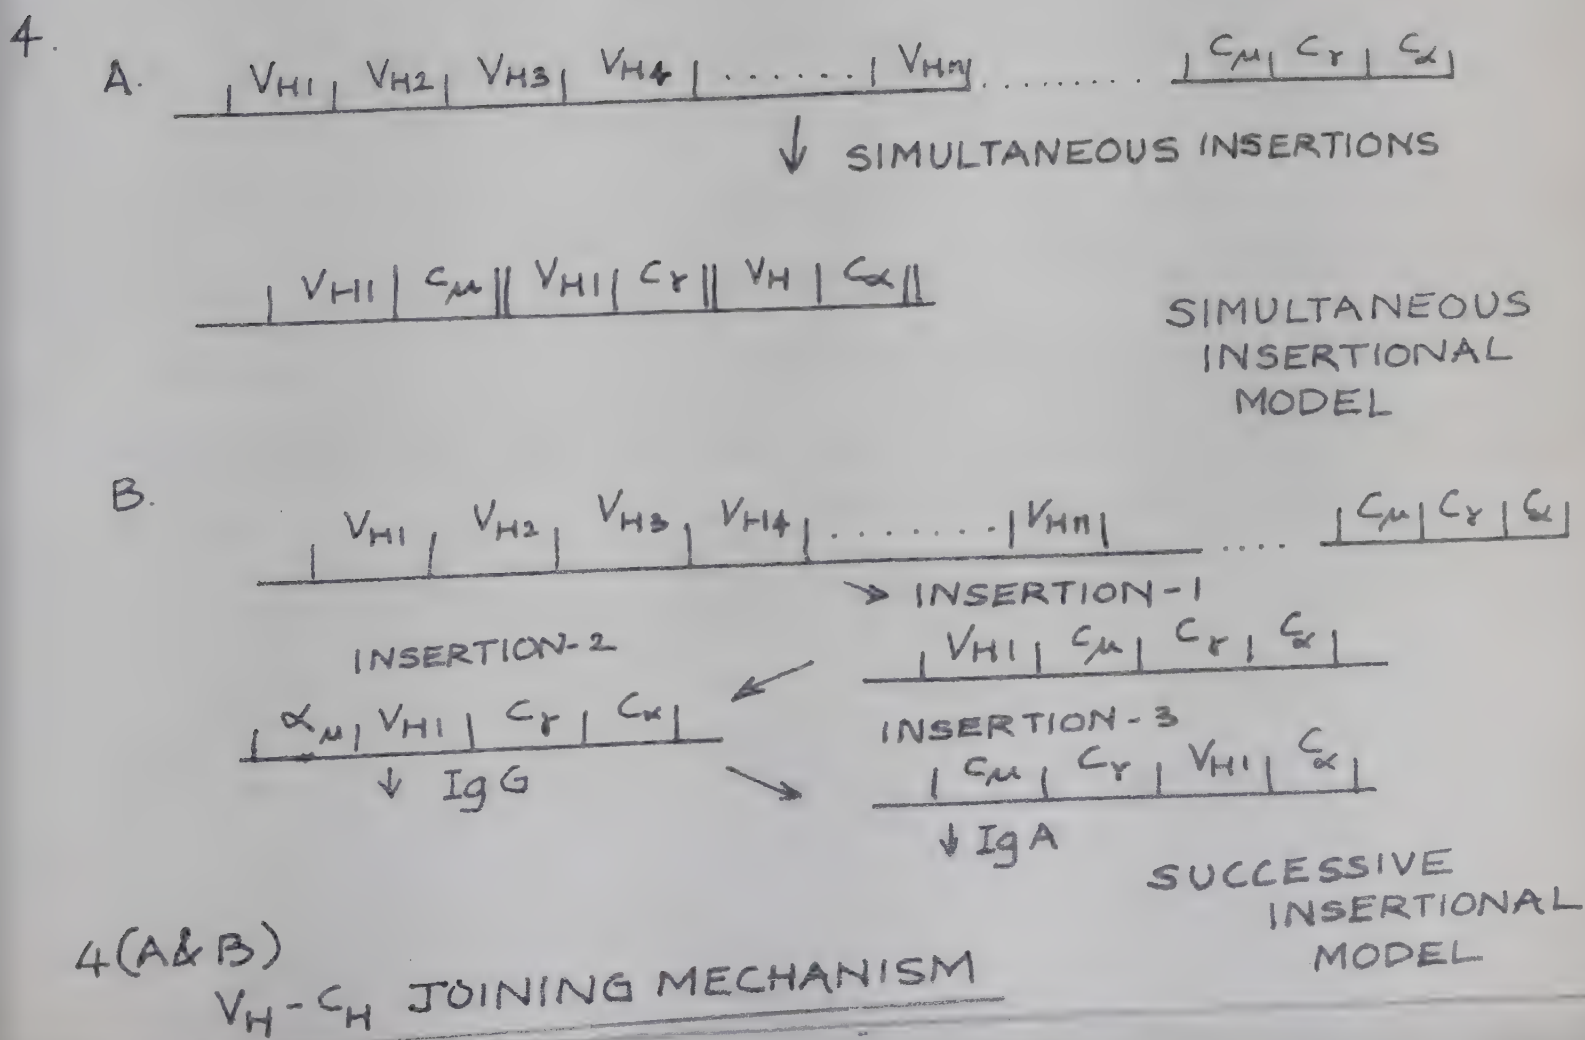 4.
A. | VH1 | VH2 | VH3 | VH4 | ....... | VHn ......... | Cμ | Cγ | Cα |
↓ SIMULTANEOUS INSERTIONS
| VH1 | Cμ || VH1 | Cγ || VH | Cα ||
SIMULTANEOUS
INSERTIONAL
MODEL
B. | VH1 | VH2 | VH3 | VH4 | ........ | VHn | .... | Cμ | Cγ | Cα |
→ INSERTION-1
| VH1 | Cμ | Cγ | Cα |
INSERTION-2
| αμ | VH1 | Cγ | Cα |
↓ IgG
INSERTION-3
| Cμ | Cγ | VH1 | Cα |
↓ IgA
SUCCESSIVE
INSERTIONAL
MODEL
4(A&B)
VH-CH JOINING MECHANISM